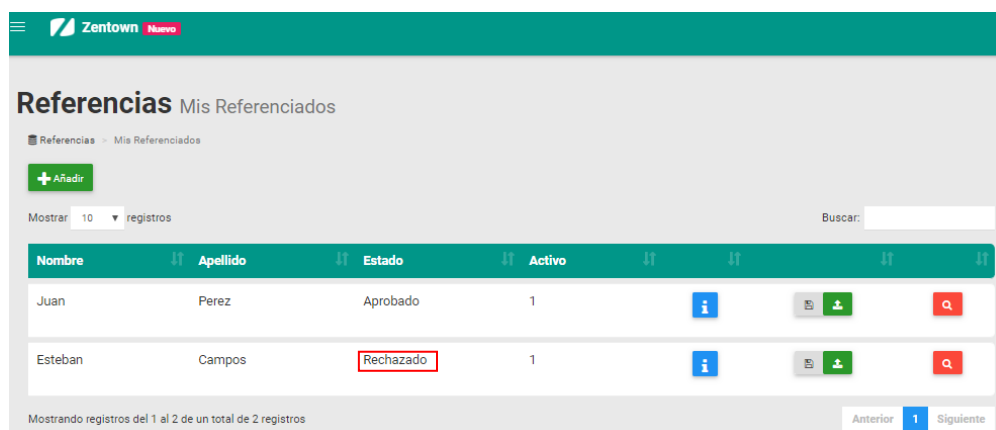 Zentown Nuevo
Referencias Mis Referenciados
Referencias > Mis Referenciados
Añadir
Mostrar 10 registros Buscar:
Nombre Apellido Estado Activo
Juan Perez Aprobado 1
Esteban Campos Rechazado 1
Mostrando registros del 1 al 2 de un total de 2 registros Anterior 1 Siguiente